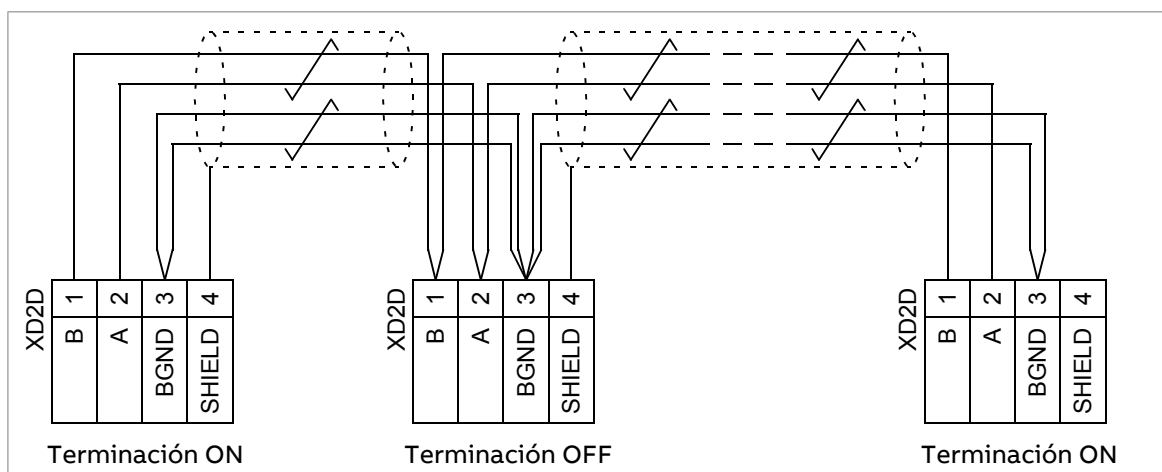 XD2D
1 2 3 4
B A BGND SHIELD
Terminación ON
XD2D
1 2 3 4
B A BGND SHIELD
Terminación OFF
XD2D
1 2 3 4
B A BGND SHIELD
Terminación ON